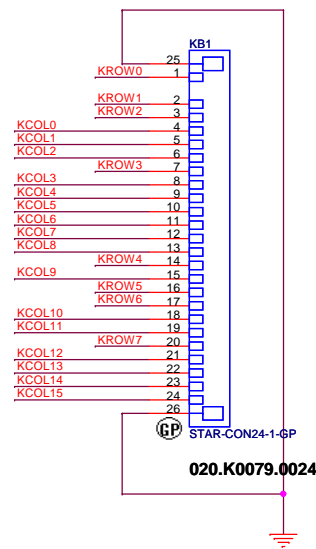 KB1
25
KROW0 1
KROW1 2
KROW2 3
KCOL0 4
KCOL1 5
KCOL2 6
KROW3 7
KCOL3 8
KCOL4 9
KCOL5 10
KCOL6 11
KCOL7 12
KCOL8 13
KROW4 14
KCOL9 15
KROW5 16
KROW6 17
KCOL10 18
KCOL11 19
KROW7 20
KCOL12 21
KCOL13 22
KCOL14 23
KCOL15 24
26
GP
STAR-CON24-1-GP
020.K0079.0024